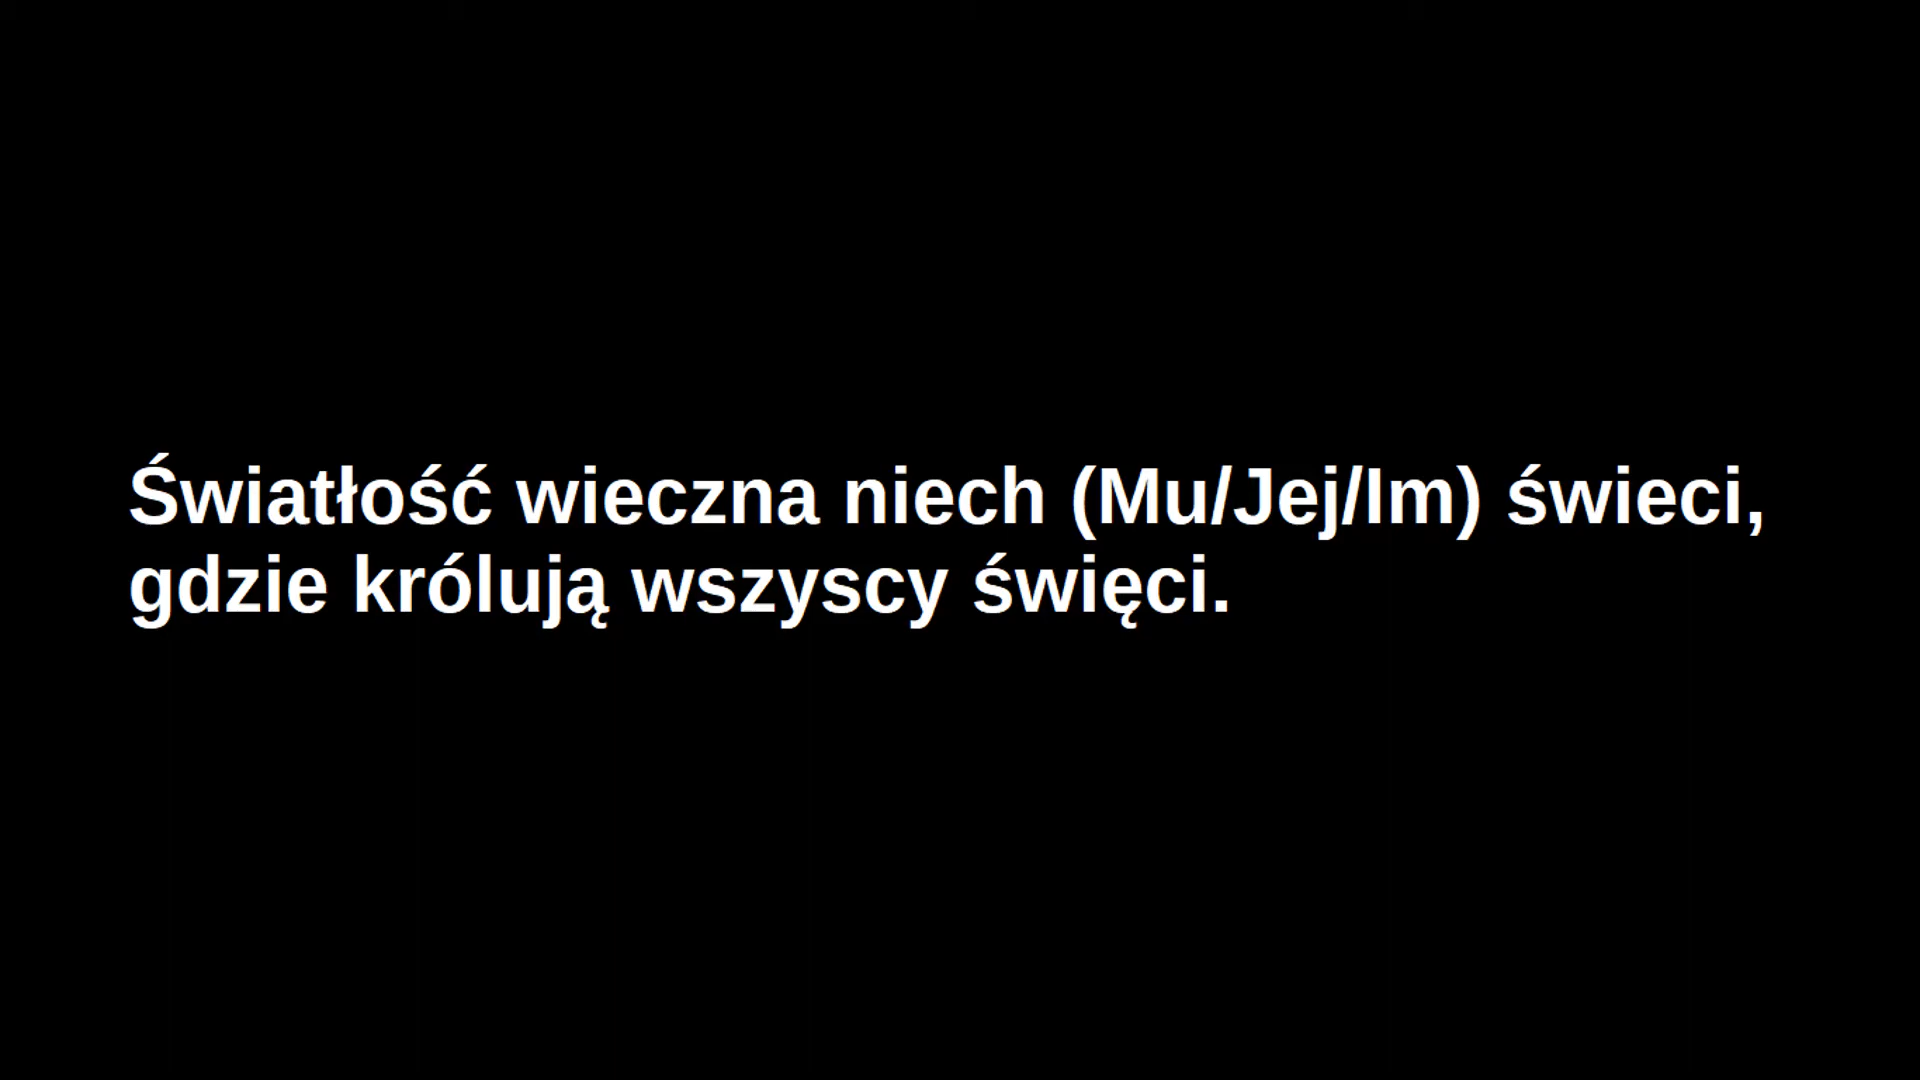 Światłość wieczna niech (Mu/Jej/Im) świeci,
gdzie królują wszyscy święci.